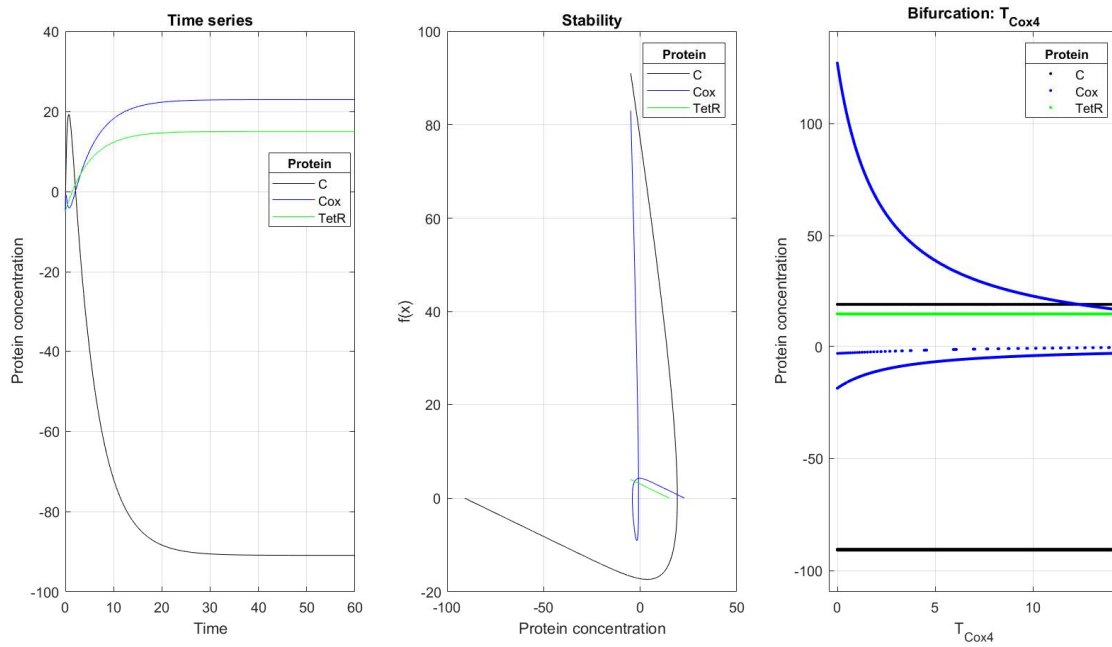 Time series
40
20
0
-20
-40
-60
-80
-100
0 10 20 30 40 50 60
Protein concentration
Time
Protein
C
Cox
TetR
Stability
100
80
60
40
20
0
-20
-100 -50 0 50
f(x)
Protein concentration
Protein
C
Cox
TetR
Bifurcation: T_Cox4
100
50
0
-50
-100
0 5 10
Protein concentration
T_Cox4
Protein
C
Cox
TetR